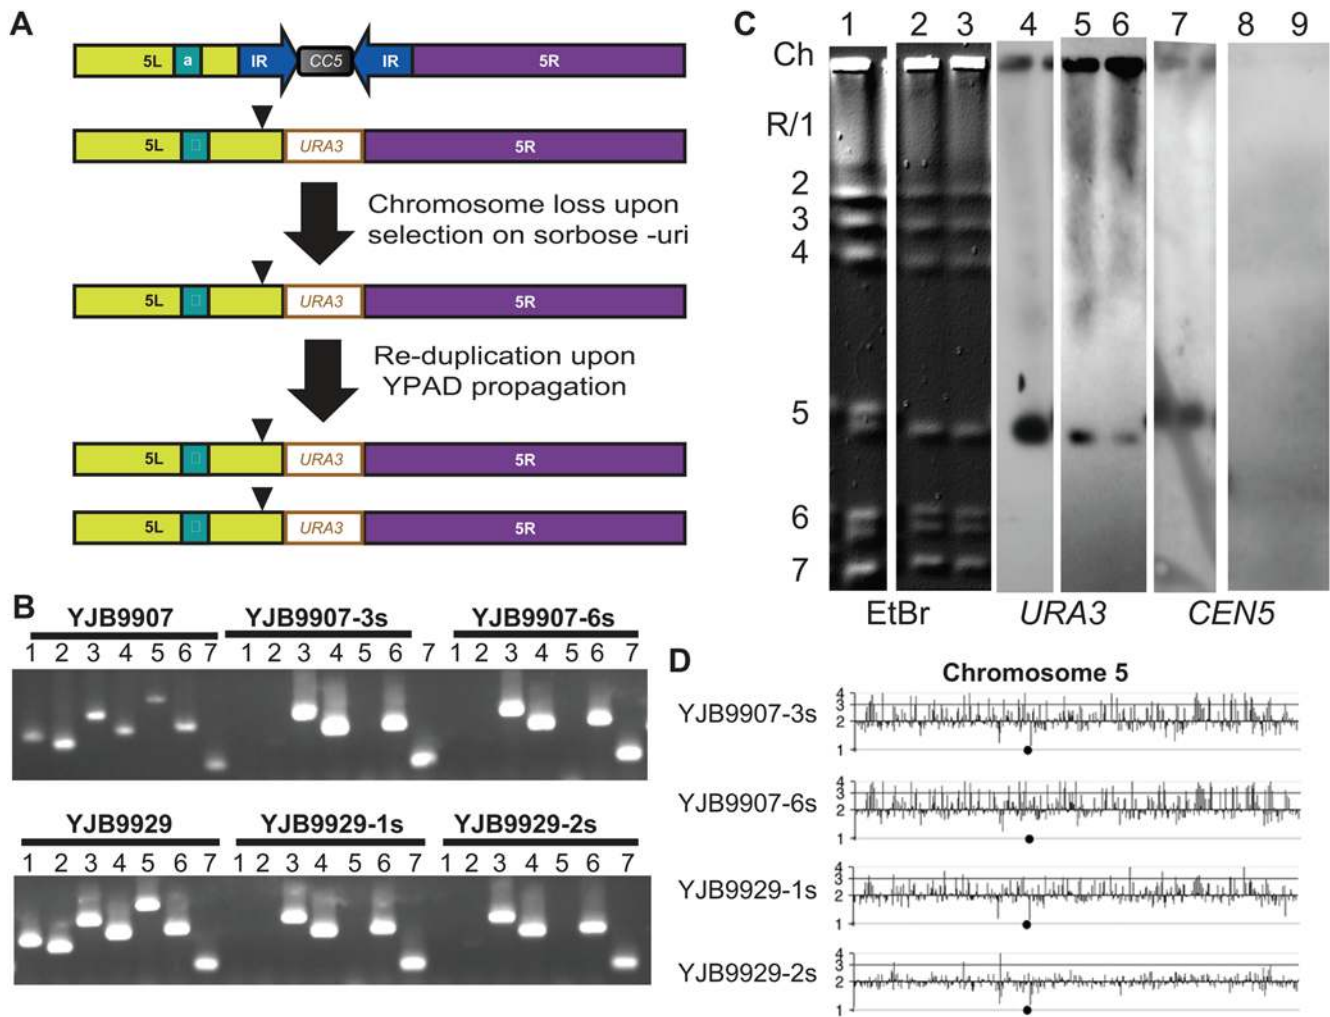 A
5L a IR CC5 IR 5R
5L URA3 5R
Chromosome loss upon
selection on sorbose -uri
5L URA3 5R
Re-duplication upon
YPAD propagation
5L URA3 5R
5L URA3 5R
B
YJB9907 YJB9907-3s YJB9907-6s
1 2 3 4 5 6 7 1 2 3 4 5 6 7 1 2 3 4 5 6 7
YJB9929 YJB9929-1s YJB9929-2s
1 2 3 4 5 6 7 1 2 3 4 5 6 7 1 2 3 4 5 6 7
C
1 2 3 4 5 6 7 8 9
Ch
R/1
2
3
4
5
6
7
EtBr URA3 CEN5
D
Chromosome 5
YJB9907-3s
4
3
2
1
YJB9907-6s
4
3
2
1
YJB9929-1s
4
3
2
1
YJB9929-2s
4
3
2
1